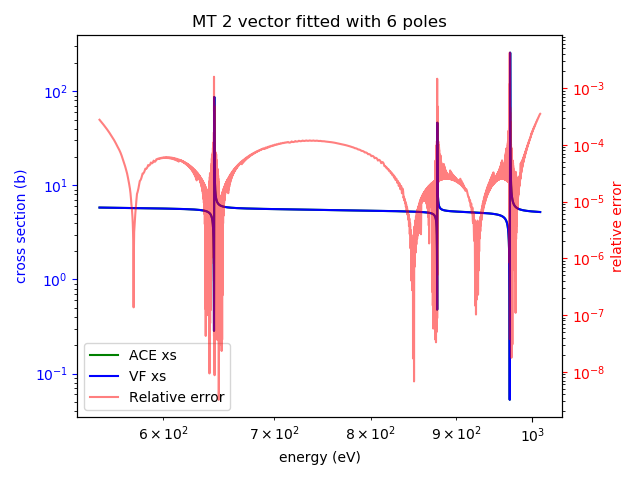 MT 2 vector fitted with 6 poles
cross section (b)
10²
10¹
10⁰
10⁻¹
10⁻³
10⁻⁴
10⁻⁵
10⁻⁶
10⁻⁷
10⁻⁸
relative error
ACE xs
VF xs
Relative error
6 × 10² 7 × 10² 8 × 10² 9 × 10² 10³
energy (eV)